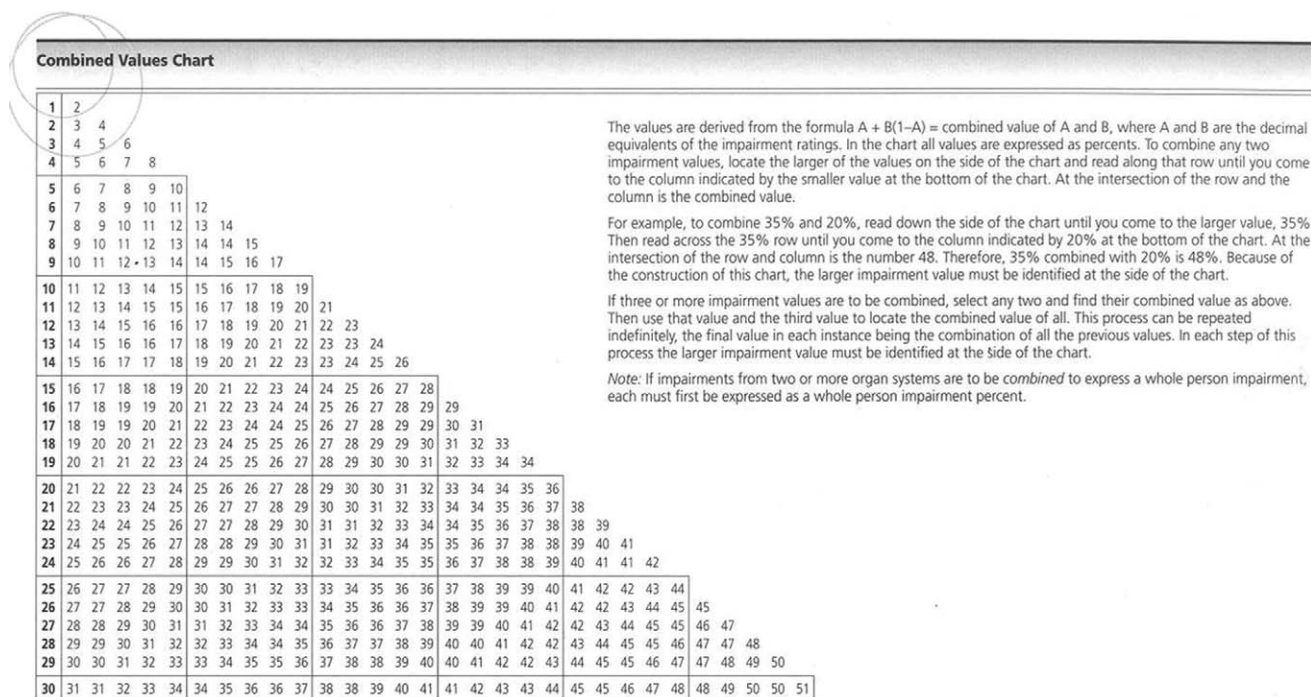 Combined Values Chart
1 2
2 3 4
3 4 5 6
4 5 6 7 8
5 6 7 8 9 10
6 7 8 9 10 11 12
7 8 9 10 11 12 13 14
8 9 10 11 12 13 14 14 15
9 10 11 12 13 14 14 15 16 17
10 11 12 13 14 15 15 16 17 18 19
11 12 13 14 15 15 16 17 18 19 20 21
12 13 14 15 16 16 17 18 19 20 21 22 23
13 14 15 16 16 17 18 19 20 21 22 23 23 24
14 15 16 17 17 18 19 20 21 22 23 23 24 25 26
15 16 17 18 18 19 20 21 22 23 24 24 25 26 27 28
16 17 18 19 19 20 21 22 23 24 24 25 26 27 28 29 29
17 18 19 19 20 21 22 23 24 24 25 26 27 28 29 29 30 31
18 19 20 20 21 22 23 24 25 25 26 27 28 29 29 30 31 32 33
19 20 21 21 22 23 24 25 25 26 27 28 29 30 30 31 32 33 34 34
20 21 22 22 23 24 25 26 26 27 28 29 30 30 31 32 33 34 34 35 36
21 22 23 23 24 25 26 27 27 28 29 30 30 31 32 33 34 34 35 36 37 38
22 23 24 24 25 26 27 27 28 29 30 31 31 32 33 34 34 35 36 37 38 38 39
23 24 25 25 26 27 28 28 29 30 31 31 32 33 34 35 35 36 37 38 38 39 40 41
24 25 26 26 27 28 29 29 30 31 32 32 33 34 35 35 36 37 38 38 39 40 41 41 42
25 26 27 27 28 29 30 30 31 32 33 33 34 35 36 36 37 38 39 39 40 41 42 42 43 44
26 27 27 28 29 30 30 31 32 33 33 34 35 36 36 37 38 39 39 40 41 42 42 43 44 45 45
27 28 28 29 30 31 31 32 33 34 34 35 36 36 37 38 39 39 40 41 42 42 43 44 45 45 46 47
28 29 29 30 31 32 32 33 34 34 35 36 37 37 38 39 40 40 41 42 42 43 44 45 45 46 47 47 48
29 30 30 31 32 33 33 34 35 35 36 37 38 38 39 40 40 41 42 42 43 44 45 45 46 47 47 48 49 50
30 31 31 32 33 34 34 35 36 36 37 38 38 39 40 41 41 42 43 43 44 45 45 46 47 48 48 49 50 50 51
The values are derived from the formula A + B(1–A) = combined value of A and B, where A and B are the decimal
equivalents of the impairment ratings. In the chart all values are expressed as percents. To combine any two
impairment values, locate the larger of the values on the side of the chart and read along that row until you come
to the column indicated by the smaller value at the bottom of the chart. At the intersection of the row and the
column is the combined value.
For example, to combine 35% and 20%, read down the side of the chart until you come to the larger value, 35%
Then read across the 35% row until you come to the column indicated by 20% at the bottom of the chart. At the
intersection of the row and column is the number 48. Therefore, 35% combined with 20% is 48%. Because of
the construction of this chart, the larger impairment value must be identified at the side of the chart.
If three or more impairment values are to be combined, select any two and find their combined value as above.
Then use that value and the third value to locate the combined value of all. This process can be repeated
indefinitely, the final value in each instance being the combination of all the previous values. In each step of this
process the larger impairment value must be identified at the side of the chart.
Note: If impairments from two or more organ systems are to be combined to express a whole person impairment,
each must first be expressed as a whole person impairment percent.